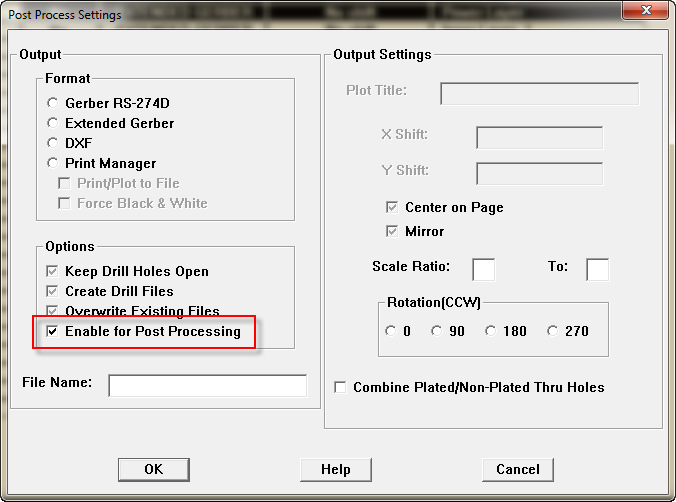 Post Process Settings
Output
Format
Gerber RS-274D
Extended Gerber
DXF
Print Manager
Print/Plot to File
Force Black & White
Options
Keep Drill Holes Open
Create Drill Files
Overwrite Existing Files
Enable for Post Processing
File Name:
Output Settings
Plot Title:
X Shift:
Y Shift:
Center on Page
Mirror
Scale Ratio: To:
Rotation(CCW)
0 90 180 270
Combine Plated/Non-Plated Thru Holes
OK Help Cancel